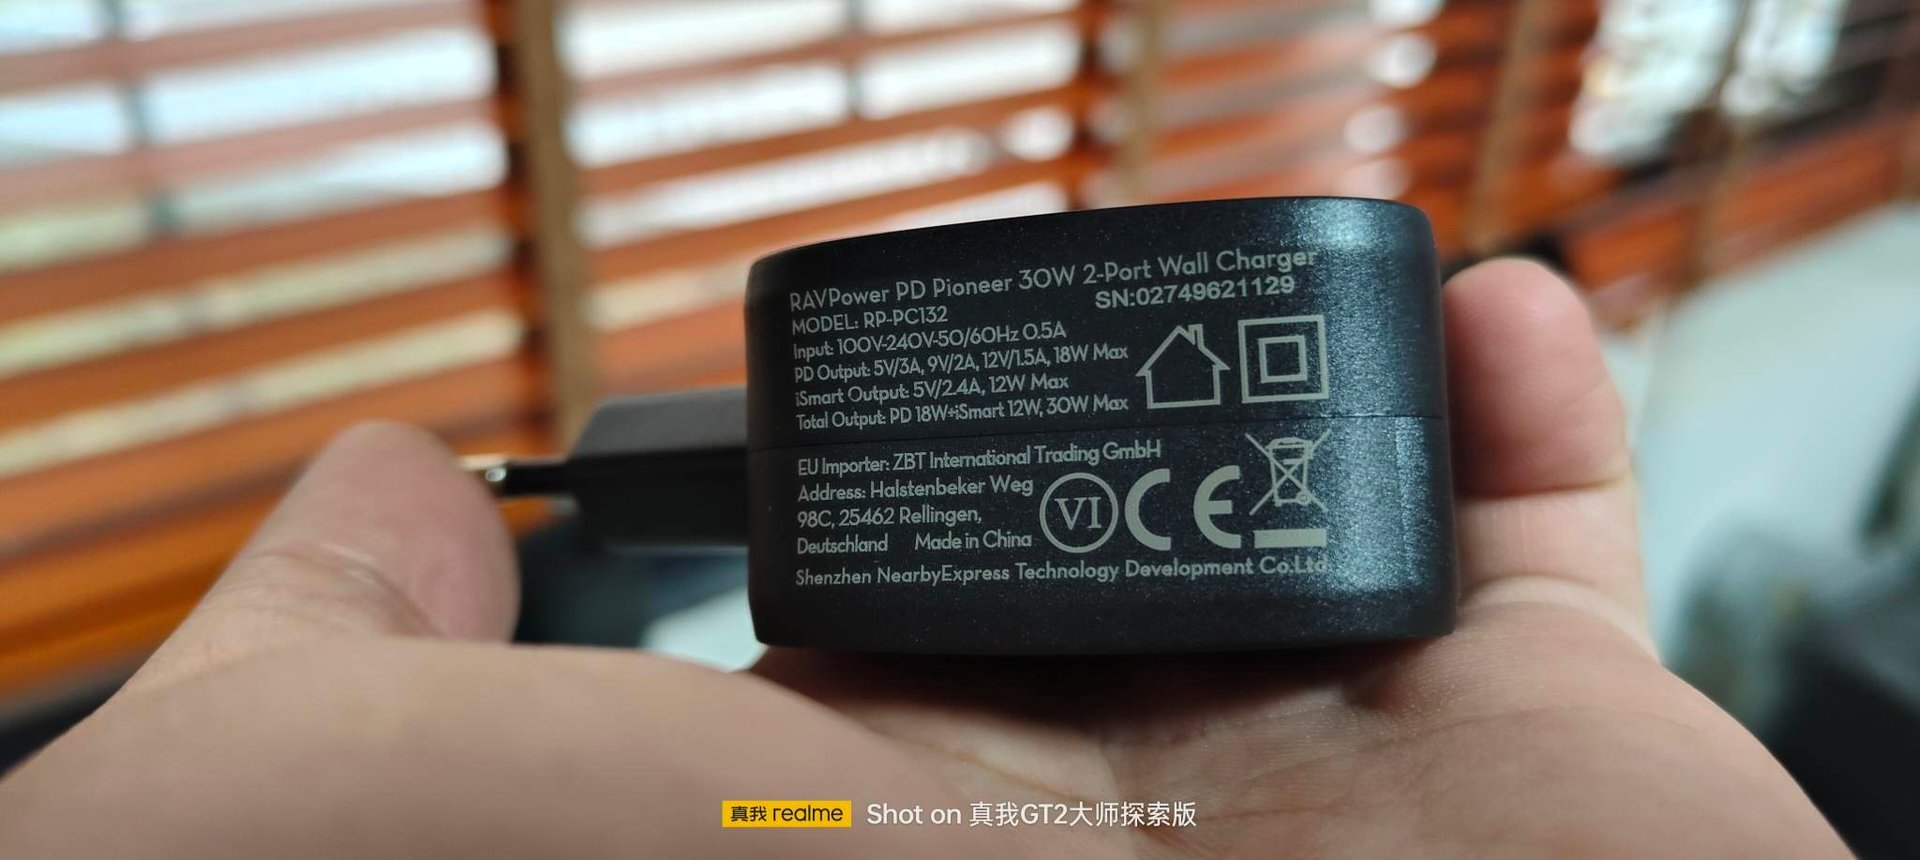 RAVPower PD Pioneer 30W 2-Port Wall Charger
SN:02749621129
MODEL: RP-PC132
Input: 100V-240V-50/60Hz 0.5A
PD Output: 5V/3A, 9V/2A, 12V/1.5A, 18W Max
iSmart Output: 5V/2.4A, 12W Max
Total Output: PD 18W+iSmart 12W, 30W Max
EU Importer: ZBT International Trading GmbH
Address: Halstenbeker Weg
98C, 25462 Rellingen,
Deutschland Made in China
VI CE
Shenzhen NearbyExpress Technology Development Co.Ltd
真我 realme Shot on 真我GT2大师探索版